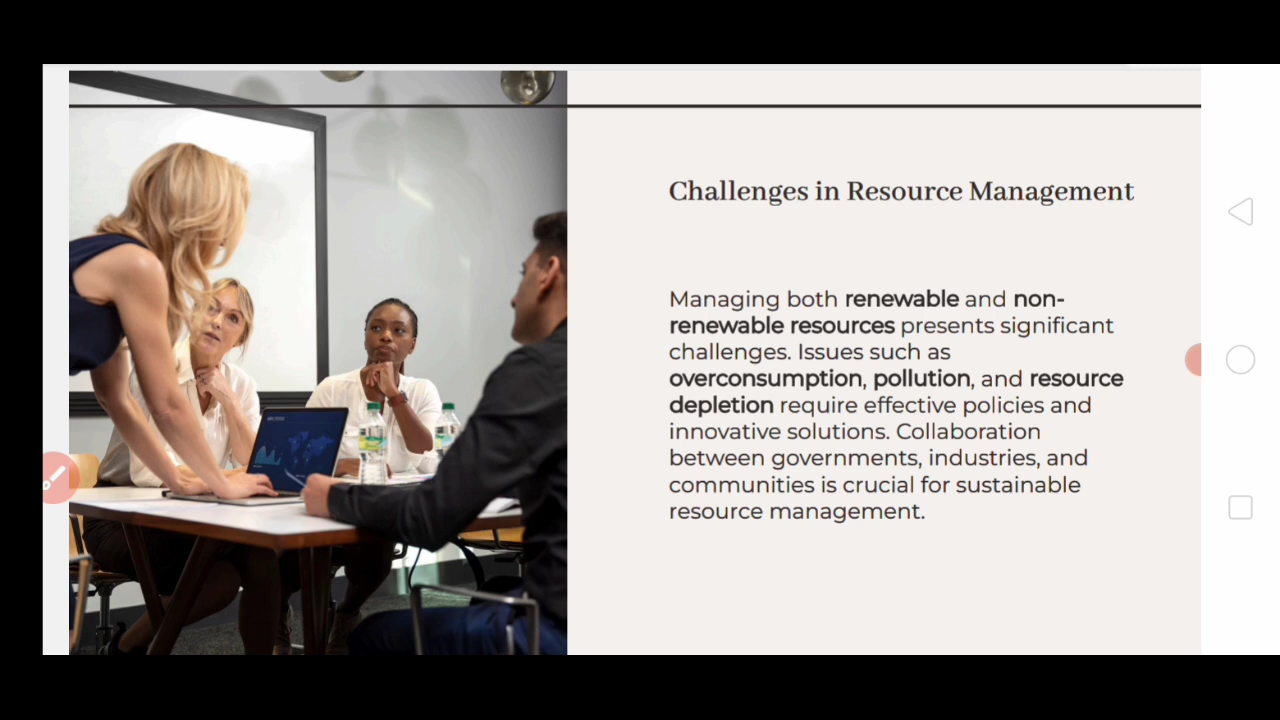 Challenges in Resource Management
Managing both renewable and non-
renewable resources presents significant
challenges. Issues such as
overconsumption, pollution, and resource
depletion require effective policies and
innovative solutions. Collaboration
between governments, industries, and
communities is crucial for sustainable
resource management.